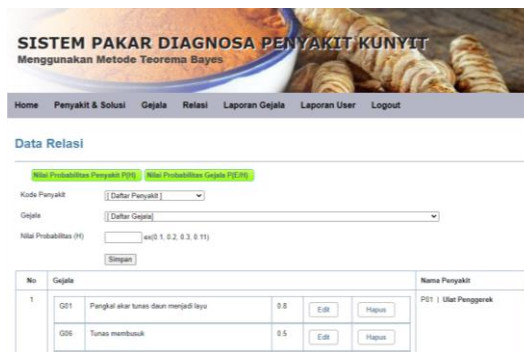 SISTEM PAKAR DIAGNOSA PENYAKIT KUNYIT
Menggunakan Metode Teorema Bayes
Home Penyakit & Solusi Gejala Relasi Laporan Gejala Laporan User Logout
Data Relasi
Nilai Probabilitas Penyakit P(H) Nilai Probabilitas Gejala P(E/H)
Kode Penyakit [ Daftar Penyakit ]
Gejala [ Daftar Gejala]
Nilai Probabilitas (H) ex(0.1, 0.2, 0.3, 0.11)
Simpan
No Gejala Nama Penyakit
1 G01 Pangkal akar tunas daun menjadi layu 0.8 Edit Hapus P01 | Ulat Penggerek
G06 Tunas membusuk 0.5 Edit Hapus